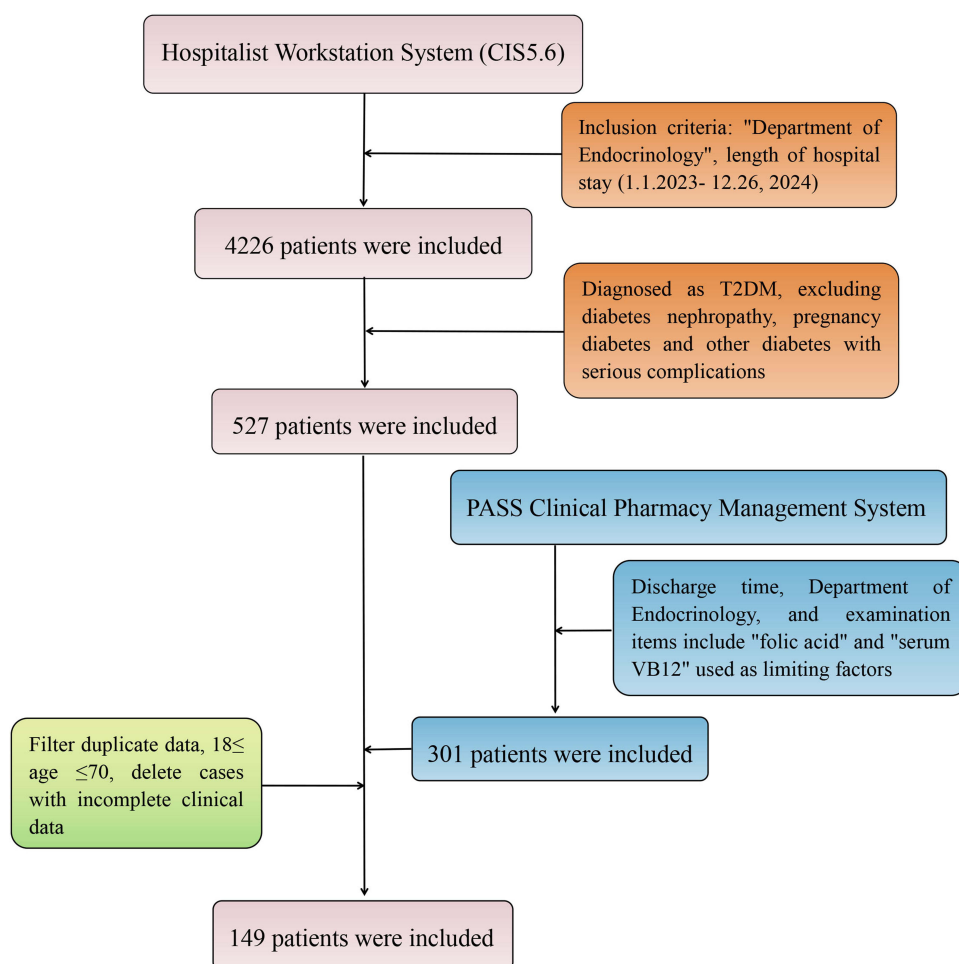 Hospitalist Workstation System (CIS5.6)
Inclusion criteria: "Department of
Endocrinology", length of hospital
stay (1.1.2023- 12.26, 2024)
4226 patients were included
Diagnosed as T2DM, excluding
diabetes nephropathy, pregnancy
diabetes and other diabetes with
serious complications
527 patients were included
PASS Clinical Pharmacy Management System
Discharge time, Department of
Endocrinology, and examination
items include "folic acid" and "serum
VB12" used as limiting factors
301 patients were included
Filter duplicate data, 18≤
age ≤70, delete cases
with incomplete clinical
data
149 patients were included